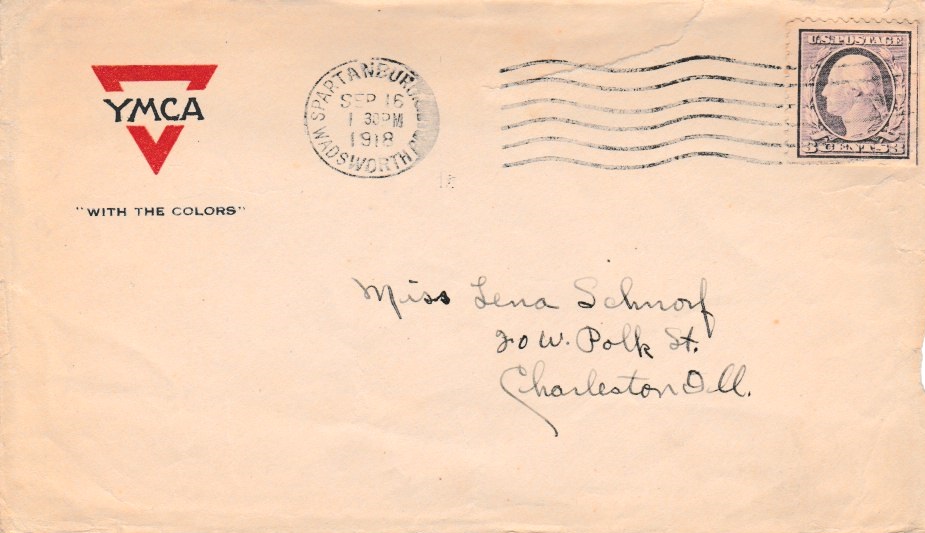 YMCA
"WITH THE COLORS"
SPARTANBURG
SEP 16
1 30PM
1918
WADSWORTH
U.S. POSTAGE
3 CENTS 3
Miss Lena Schnorf
20 W. Polk St.
Charleston Ill.